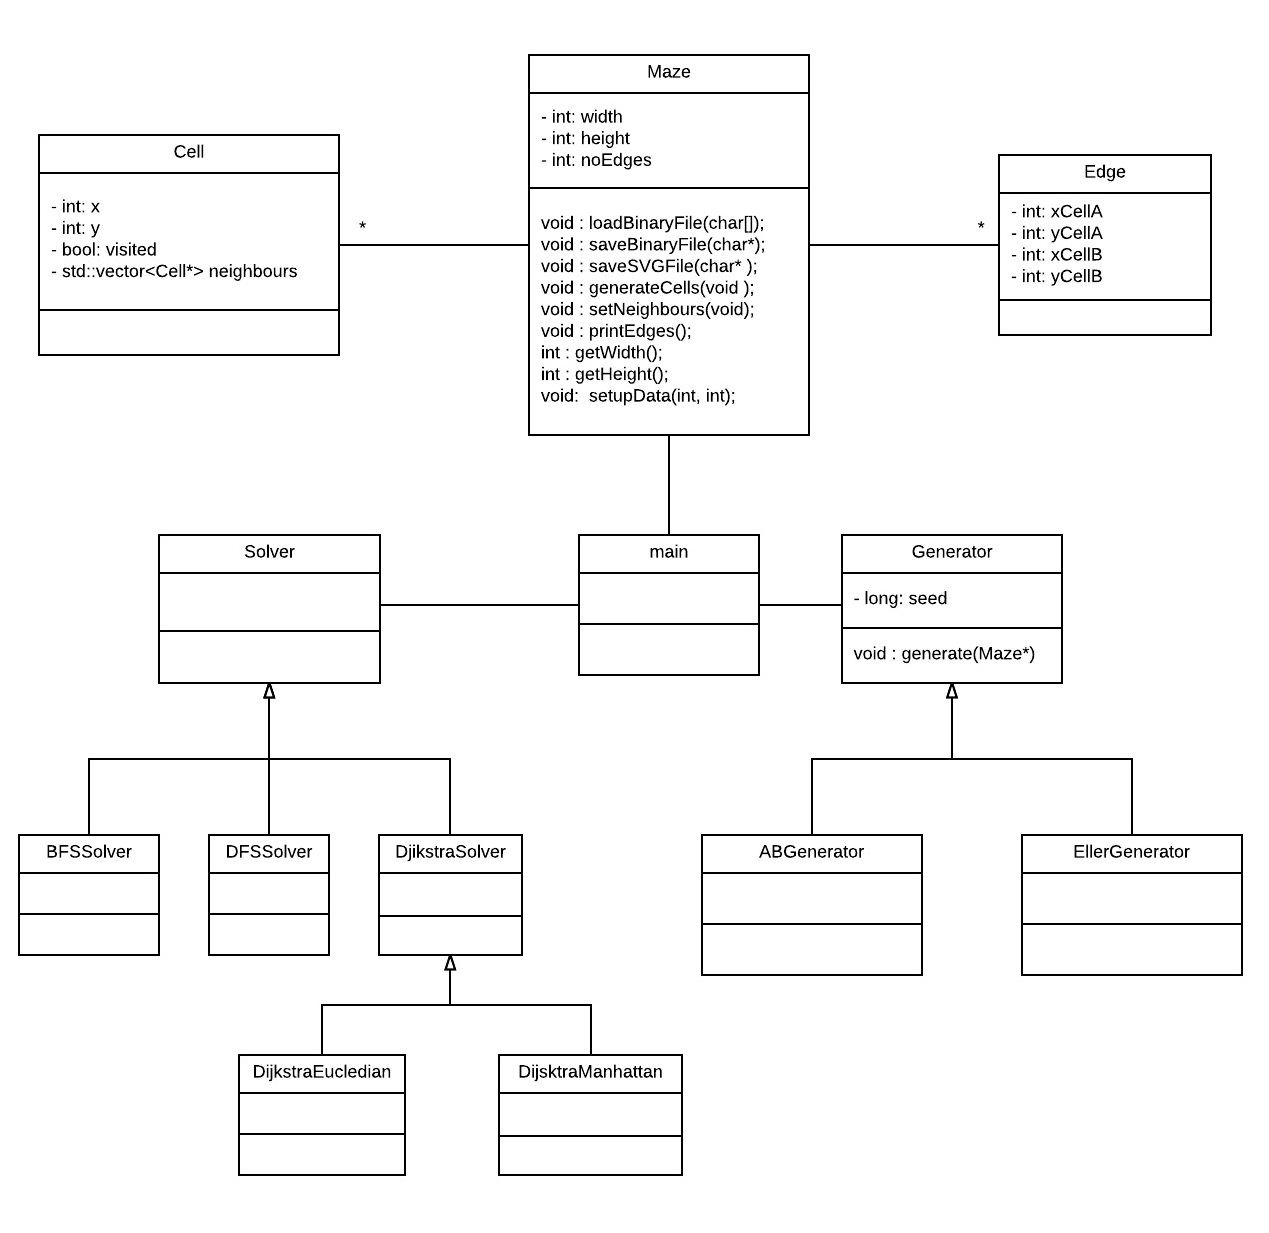 Maze
- int: width
- int: height
- int: noEdges
void : loadBinaryFile(char[]);
void : saveBinaryFile(char*);
void : saveSVGFile(char* );
void : generateCells(void );
void : setNeighbours(void);
void : printEdges();
int : getWidth();
int : getHeight();
void:  setupData(int, int);
Cell
- int: x
- int: y
- bool: visited
- std::vector<Cell*> neighbours
*
*
Edge
- int: xCellA
- int: yCellA
- int: xCellB
- int: yCellB
Solver
main
Generator
- long: seed
void : generate(Maze*)
BFSSolver
DFSSolver
DjikstraSolver
ABGenerator
EllerGenerator
DijkstraEucledian
DijsktraManhattan